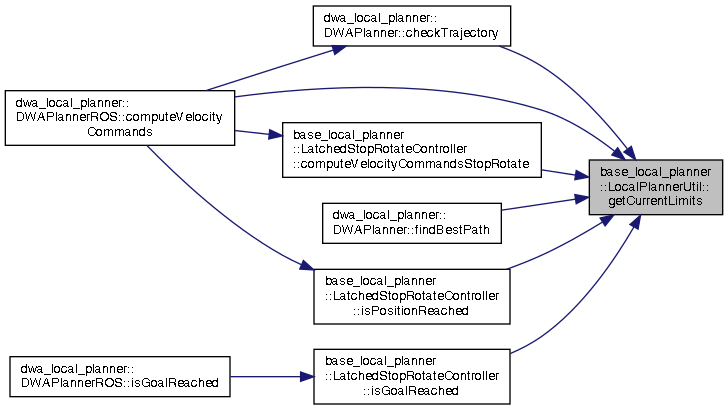 dwa_local_planner::
DWAPlanner::checkTrajectory
dwa_local_planner::
DWAPlannerROS::computeVelocity
Commands
base_local_planner
::LatchedStopRotateController
::computeVelocityCommandsStopRotate
base_local_planner
::LocalPlannerUtil::
getCurrentLimits
dwa_local_planner::
DWAPlanner::findBestPath
base_local_planner
::LatchedStopRotateController
::isPositionReached
dwa_local_planner::
DWAPlannerROS::isGoalReached
base_local_planner
::LatchedStopRotateController
::isGoalReached